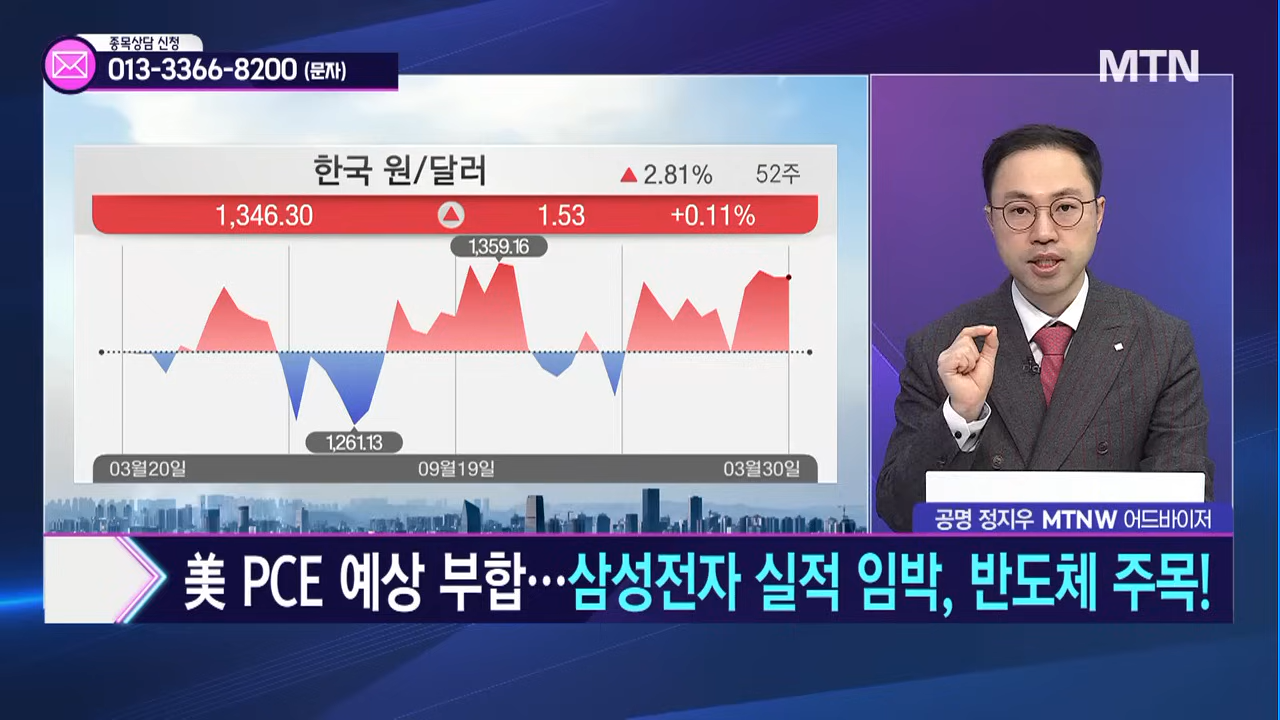 종목상담 신청
013-3366-8200 (문자)
MTN
한국 원/달러
▲ 2.81%
52주
1,346.30 ▲ 1.53 +0.11%
1,359.16
1,261.13
03월20일 09월19일 03월30일
공명 정지우 MTNW 어드바이저
美 PCE 예상 부합…삼성전자 실적 임박, 반도체 주목!